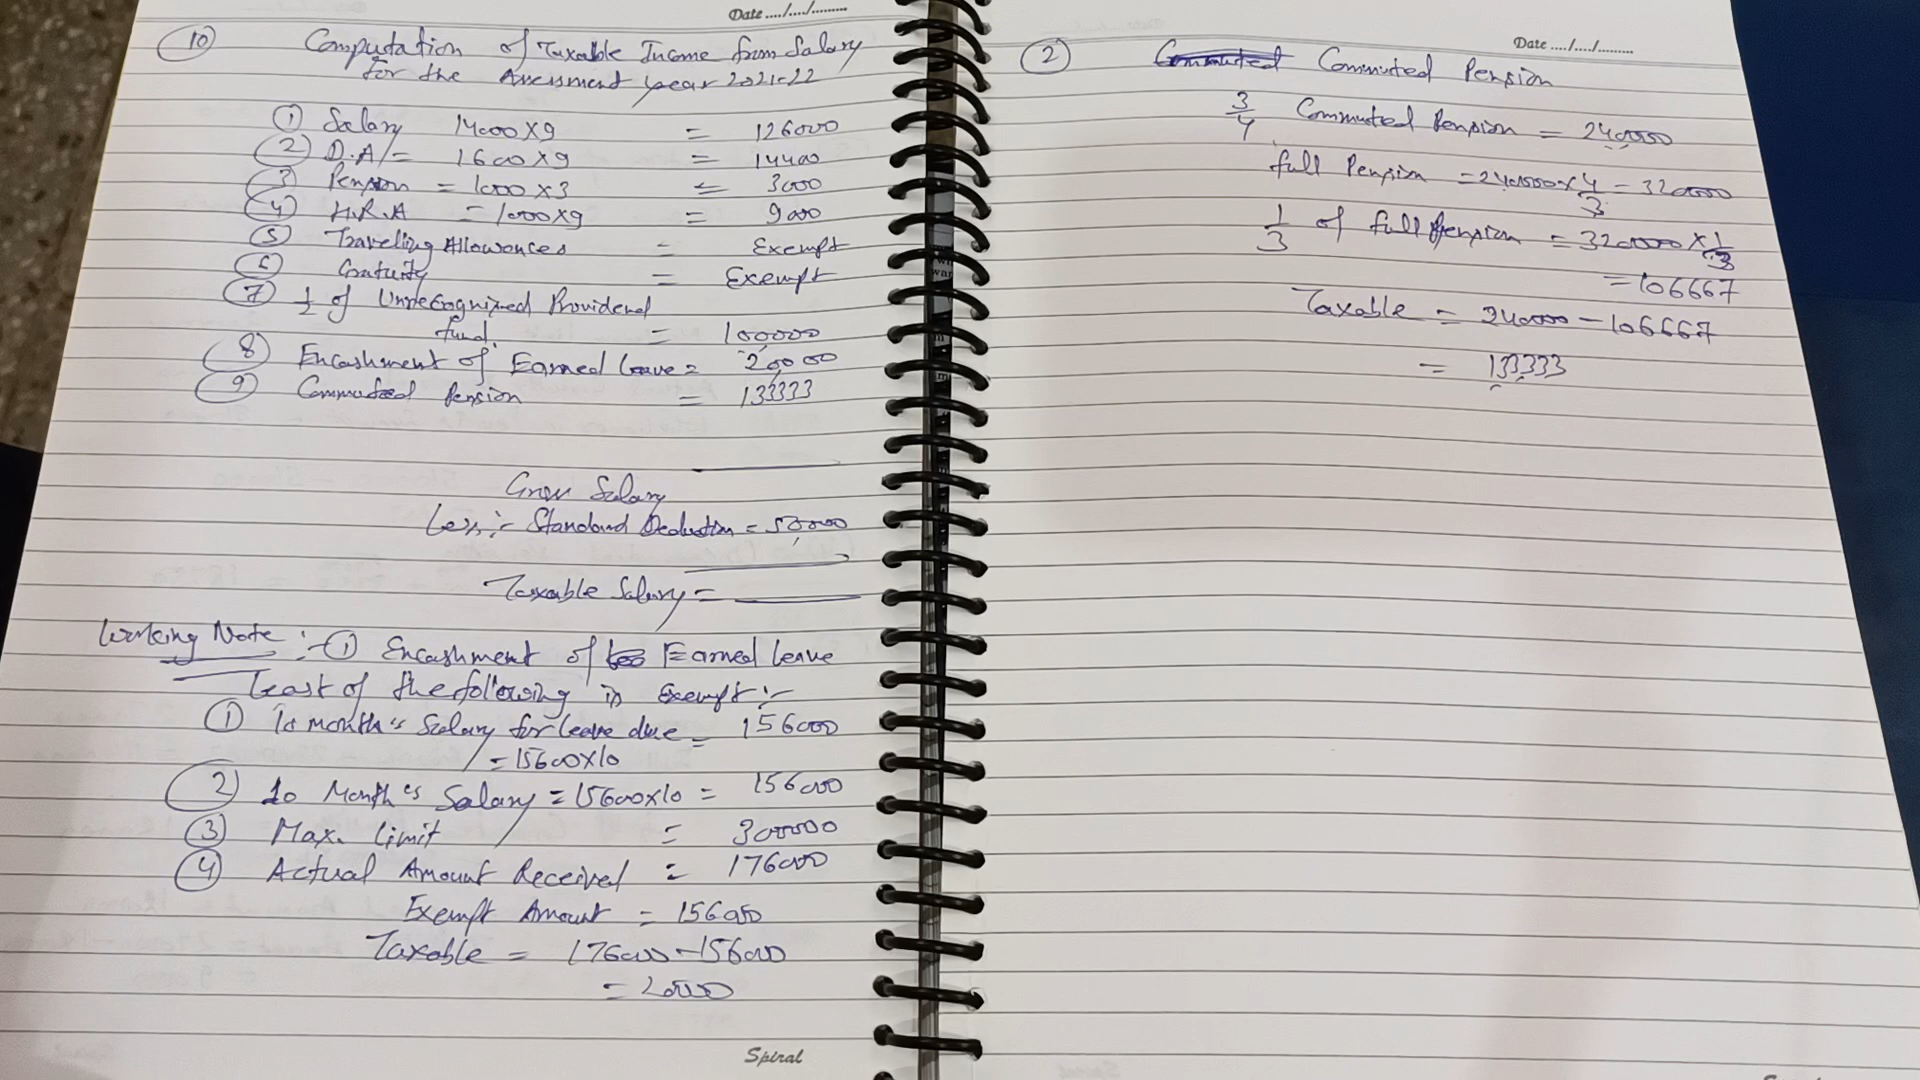 Date ..../..../.........
10 Computation of Taxable Income from Salary
for the Assessment year 2021-22
1 Salary 14000×9 = 126000
2 D.A/= 1600×9 = 14400
3 Pension = 1000×3 = 3000
4 H.R.A = 1000×9 = 9000
5 Traveling Allowances = Exempt
6 Gratuity = Exempt
7 1/2 of Unrecognized Provident
fund. = 100000
8 Encashment of Earned leave = 20000
9 Commuted Pension = 133333
Gross Salary
Less:- Standard Deduction = 50000
Taxable Salary =
Working Note :- 1 Encashment of Earned leave
Least of the following is Exempt:-
1 10 month's Salary for leave due = 156000
= 15600×10
2 10 Month's Salary = 15600×10 = 156000
3 Max. limit = 300000
4 Actual Amount Received = 176000
Exempt Amount = 156000
Taxable = 176000-156000
= 20000
Spiral
Date ..../..../.........
2 Commuted Commuted Pension
3/4 Commuted Pension = 240000
full Pension = 240000×4/3 = 320000
1/3 of full Pension = 320000×1/3
= 106667
Taxable = 240000-106667
= 133333